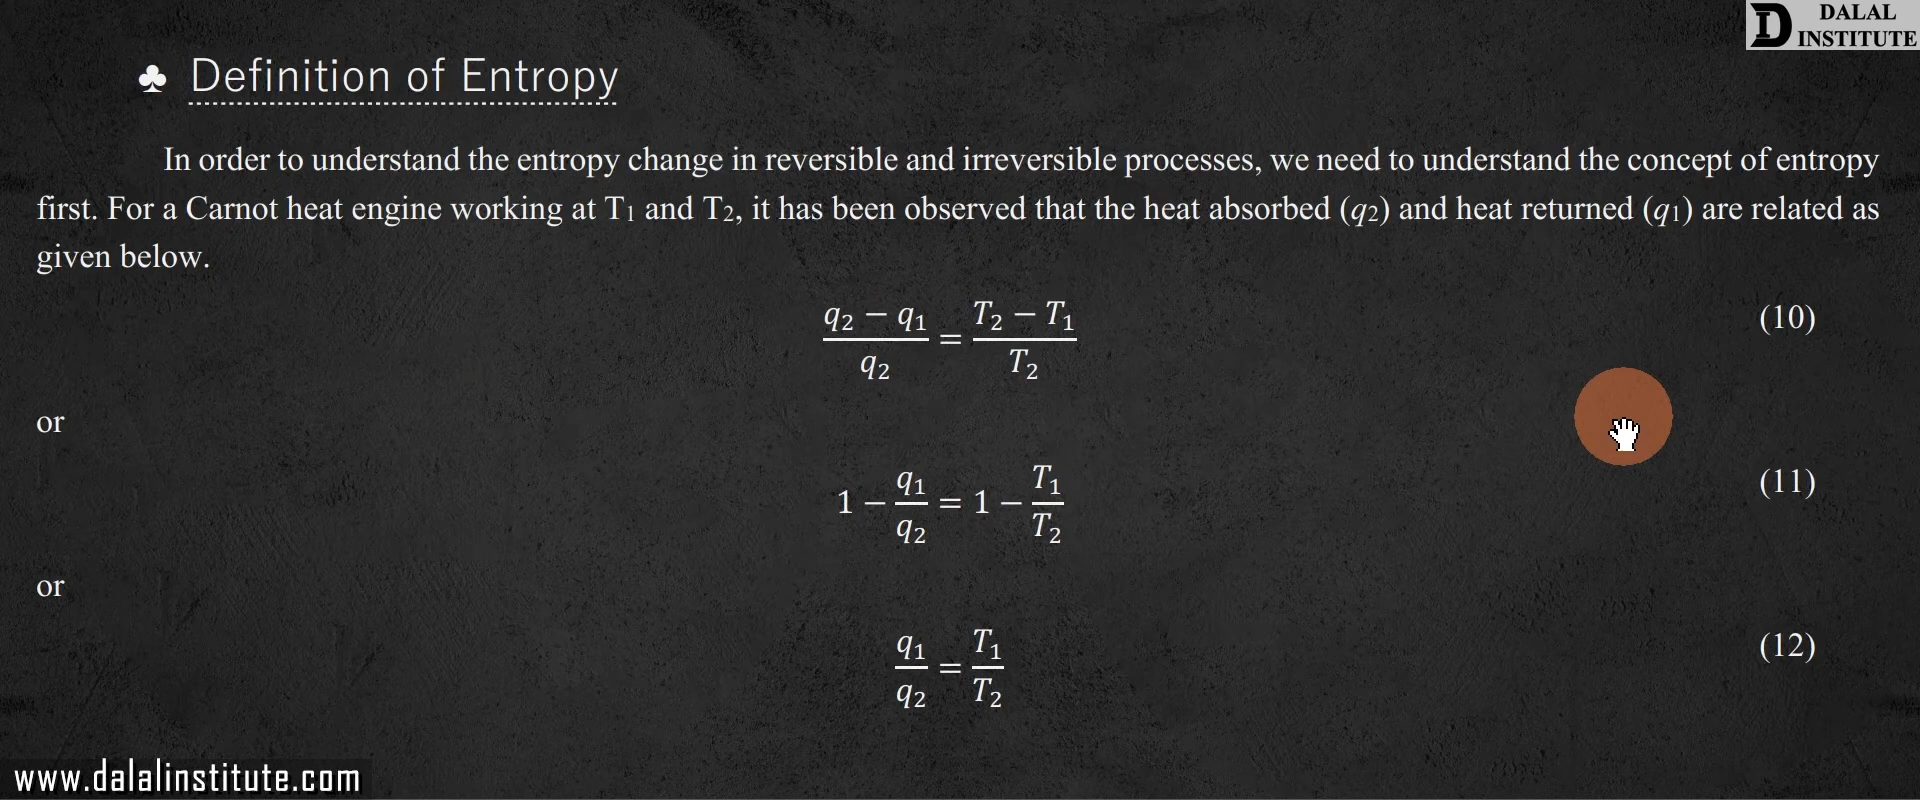 DALAL
INSTITUTE
♣ Definition of Entropy
In order to understand the entropy change in reversible and irreversible processes, we need to understand the concept of entropy
first. For a Carnot heat engine working at T₁ and T₂, it has been observed that the heat absorbed (q₂) and heat returned (q₁) are related as
given below.
(q₂ − q₁)/q₂ = (T₂ − T₁)/T₂ (10)
or
1 − q₁/q₂ = 1 − T₁/T₂ (11)
or
q₁/q₂ = T₁/T₂ (12)
www.dalalinstitute.com